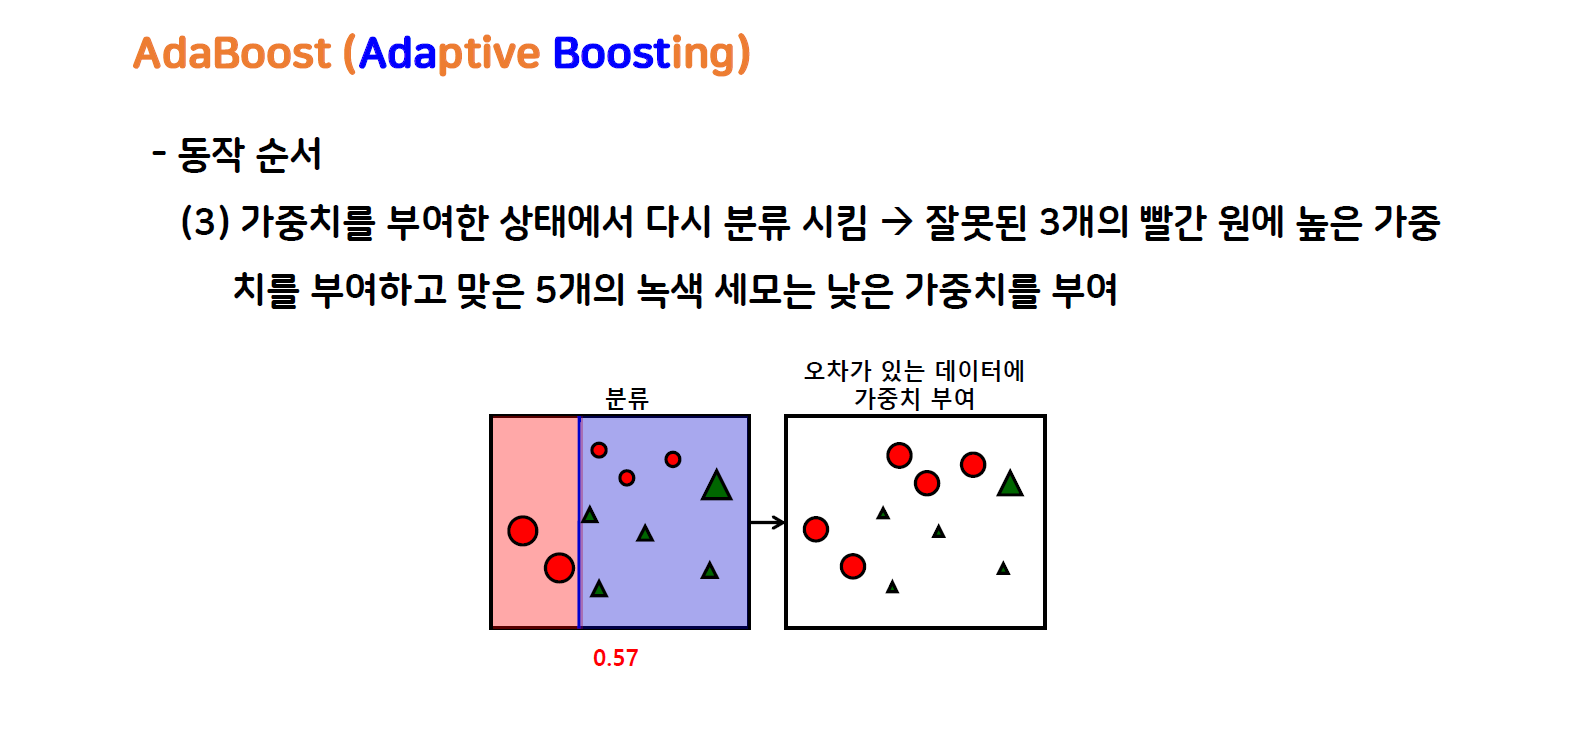 AdaBoost (Adaptive Boosting)
- 동작 순서
(3) 가중치를 부여한 상태에서 다시 분류 시킴 → 잘못된 3개의 빨간 원에 높은 가중
치를 부여하고 맞은 5개의 녹색 세모는 낮은 가중치를 부여
분류
오차가 있는 데이터에
가중치 부여
0.57